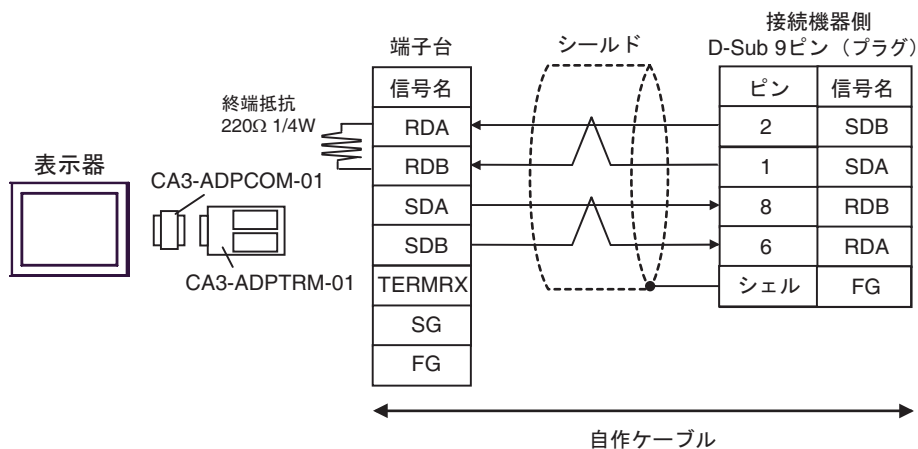 接続機器側
端子台
シールド
D-Sub 9ピン（プラグ）
信号名
ピン
信号名
終端抵抗
220Ω 1/4W
RDA
2
SDB
RDB
1
SDA
表示器
CA3-ADPCOM-01
SDA
8
RDB
SDB
6
RDA
CA3-ADPTRM-01
TERMRX
シェル
FG
SG
FG
自作ケーブル